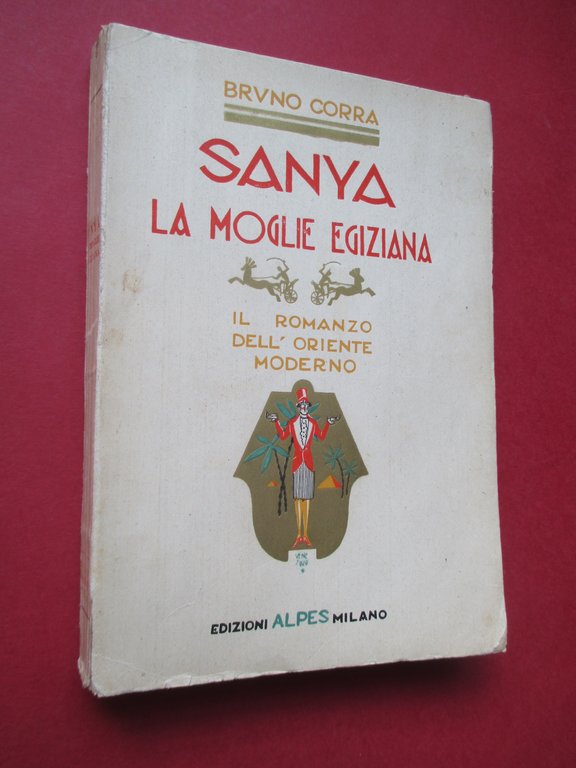 BRVNO CORRA
SANYA
LA MOGLIE EGIZIANA
IL ROMANZO
DELL' ORIENTE
MODERNO
EDIZIONI ALPES MILANO